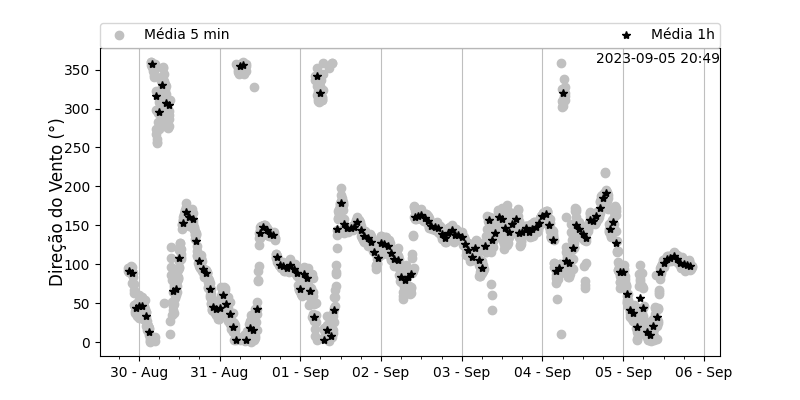 Média 5 min
Média 1h
2023-09-05 20:49
Direção do Vento (°)
350
300
250
200
150
100
50
0
30 - Aug
31 - Aug
01 - Sep
02 - Sep
03 - Sep
04 - Sep
05 - Sep
06 - Sep